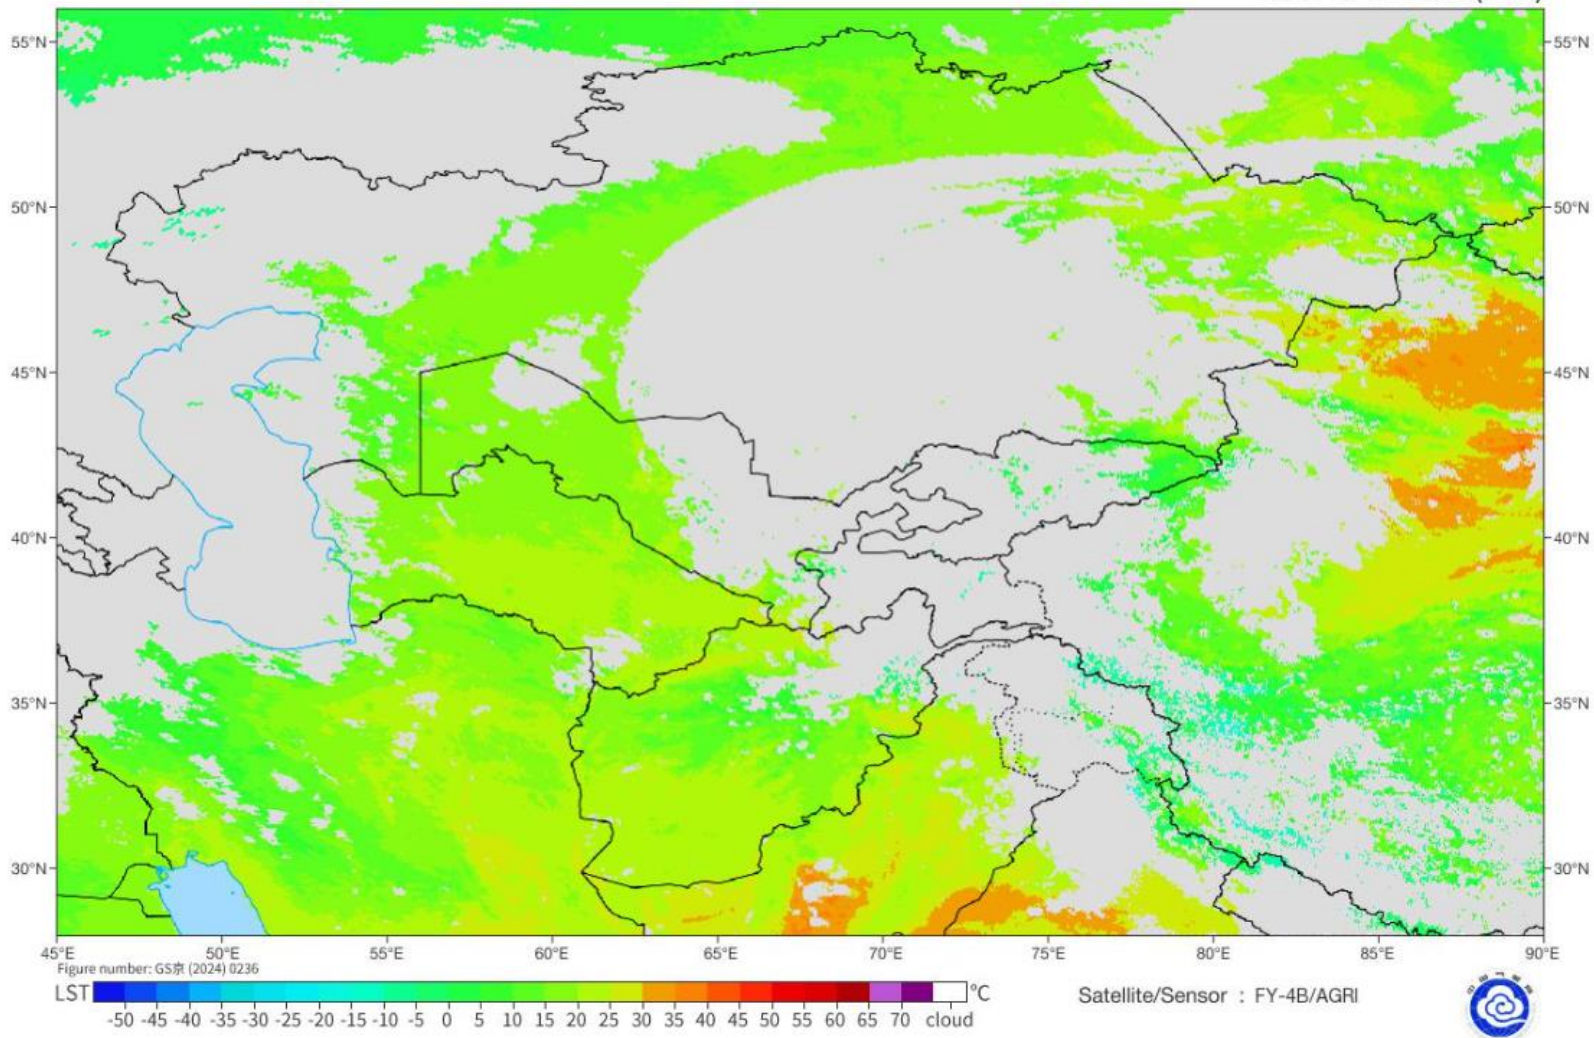 55°N 55°N
50°N 50°N
45°N 45°N
40°N 40°N
35°N 35°N
30°N 30°N
45°E 50°E 55°E 60°E 65°E 70°E 75°E 80°E 85°E 90°E
Figure number: GS京 (2024) 0236
LST °C
-50 -45 -40 -35 -30 -25 -20 -15 -10 -5 0 5 10 15 20 25 30 35 40 45 50 55 60 65 70 cloud
Satellite/Sensor : FY-4B/AGRI